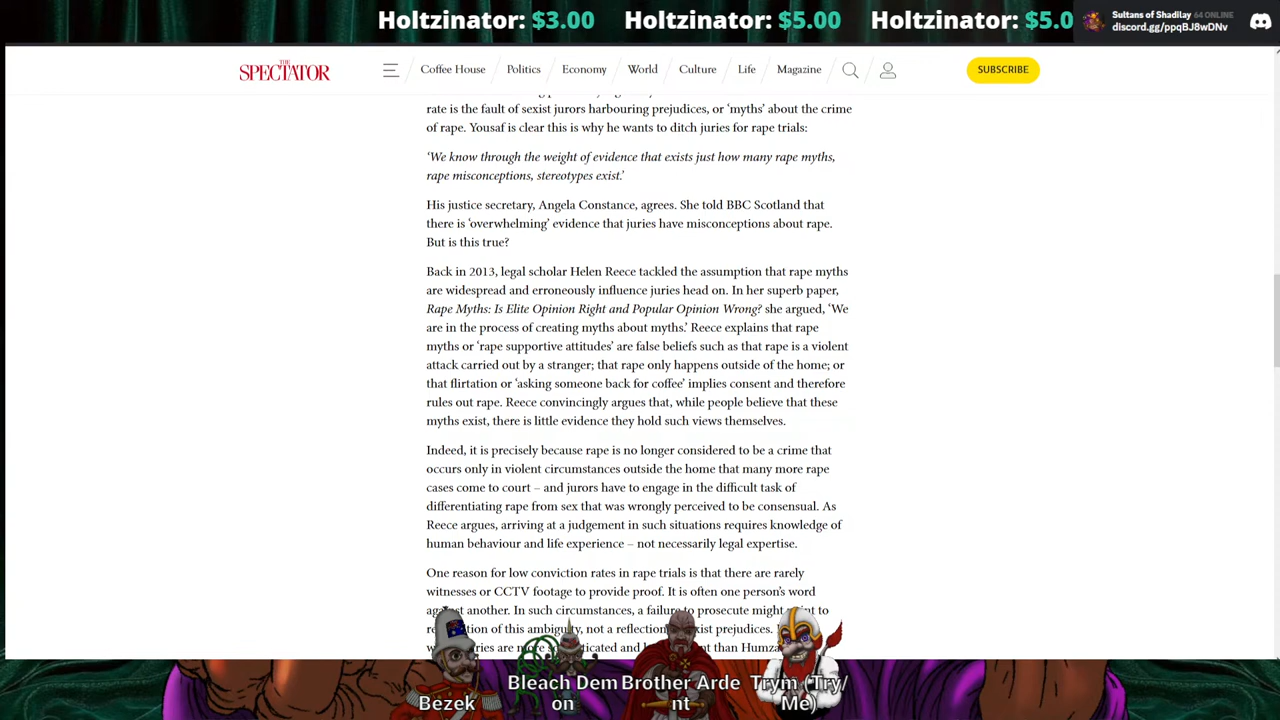 Holtzinator: $3.00 Holtzinator: $5.00 Holtzinator: $5.0
Sultans of Shadilay 64 ONLINE
discord.gg/ppqBJ8wDNv
THE
SPECTATOR
Coffee House Politics Economy World Culture Life Magazine SUBSCRIBE
rate is the fault of sexist jurors harbouring prejudices, or ‘myths’ about the crime
of rape. Yousaf is clear this is why he wants to ditch juries for rape trials:
‘We know through the weight of evidence that exists just how many rape myths,
rape misconceptions, stereotypes exist.’
His justice secretary, Angela Constance, agrees. She told BBC Scotland that
there is ‘overwhelming’ evidence that juries have misconceptions about rape.
But is this true?
Back in 2013, legal scholar Helen Reece tackled the assumption that rape myths
are widespread and erroneously influence juries head on. In her superb paper,
Rape Myths: Is Elite Opinion Right and Popular Opinion Wrong? she argued, ‘We
are in the process of creating myths about myths.’ Reece explains that rape
myths or ‘rape supportive attitudes’ are false beliefs such as that rape is a violent
attack carried out by a stranger; that rape only happens outside of the home; or
that flirtation or ‘asking someone back for coffee’ implies consent and therefore
rules out rape. Reece convincingly argues that, while people believe that these
myths exist, there is little evidence they hold such views themselves.
Indeed, it is precisely because rape is no longer considered to be a crime that
occurs only in violent circumstances outside the home that many more rape
cases come to court – and jurors have to engage in the difficult task of
differentiating rape from sex that was wrongly perceived to be consensual. As
Reece argues, arriving at a judgement in such situations requires knowledge of
human behaviour and life experience – not necessarily legal expertise.
One reason for low conviction rates in rape trials is that there are rarely
witnesses or CCTV footage to provide proof. It is often one person’s word
against another. In such circumstances, a failure to prosecute might point to
of this ambiguity, not a reflection prejudices.
are more and than
Bezek
Bleach Dem
on
Brother Arde
nt
Trym (Try/
Me)